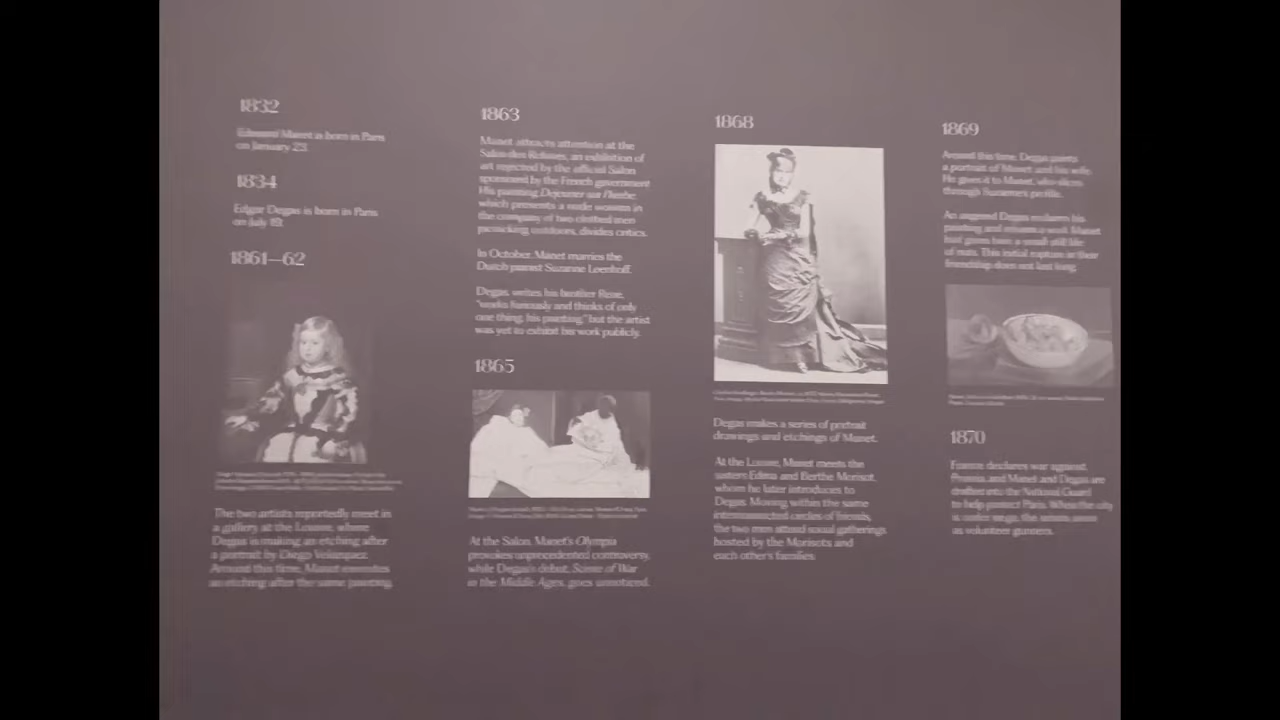 1832
Edouard Manet is born in Paris
on January 23.
1834
Edgar Degas is born in Paris
on July 19.
1861–62
The two artists reportedly meet in
a gallery at the Louvre, where
Degas is making an etching after
a portrait by Diego Velázquez.
Around this time, Manet executes
an etching after the same painting.
1863
Manet attracts attention at the
Salon des Refusés, an exhibition of
art rejected by the official Salon
sponsored by the French government.
His painting Déjeuner sur l'herbe,
which presents a nude woman in
the company of two clothed men
picnicking outdoors, divides critics.
In October, Manet marries the
Dutch pianist Suzanne Leenhoff.
Degas, writes his brother René,
"works furiously and thinks of only
one thing, his painting," but the artist
was yet to exhibit his work publicly.
1865
At the Salon, Manet's Olympia
provokes unprecedented controversy,
while Degas's debut, Scene of War
in the Middle Ages, goes unnoticed.
1868
Degas makes a series of portrait
drawings and etchings of Manet.
At the Louvre, Manet meets the
sisters Edma and Berthe Morisot,
whom he later introduces to
Degas. Moving within the same
interconnected circles of friends,
the two men attend social gatherings
hosted by the Morisots and
each other's families.
1869
Around this time, Degas paints
a portrait of Manet and his wife.
He gives it to Manet, who slices
through Suzanne's profile.
An angered Degas reclaims his
painting and returns a work Manet
had given him: a small still life
of nuts. This initial rupture in their
friendship does not last long.
1870
France declares war against
Prussia, and Manet and Degas are
drafted into the National Guard
to help protect Paris. When the city
is under siege, the artists serve
as volunteer gunners.